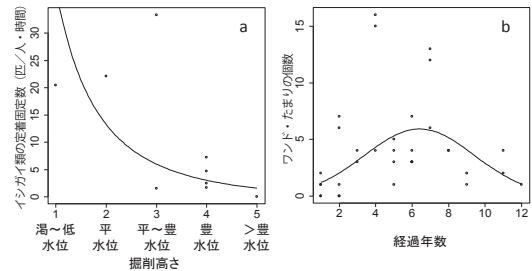 a
イシガイ類の定着固定数（匹／人・時間）
30
25
20
15
10
5
0
1
2
3
4
5
渇～低
水位
平
水位
平～豊
水位
豊
水位
＞豊
水位
掘削高さ
b
ワンド・たまりの個数
15
10
5
0
2
4
6
8
10
12
経過年数